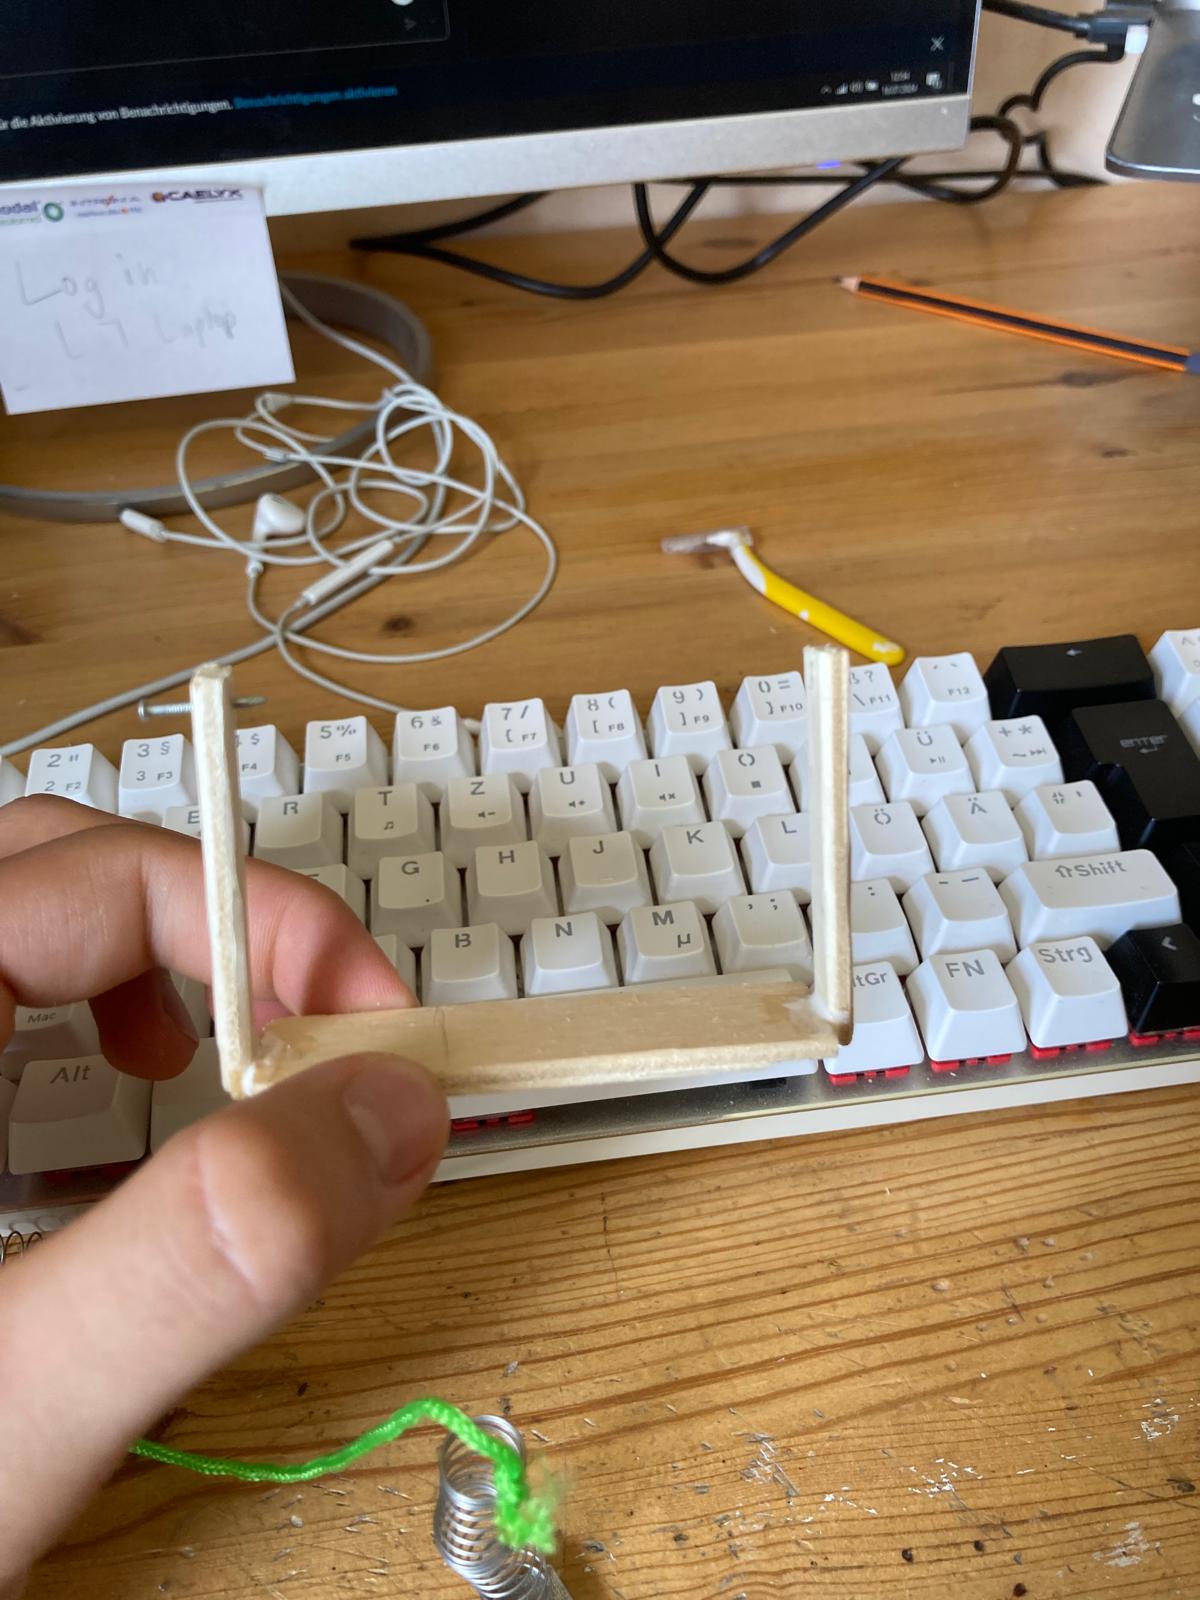 ür die Aktivierung von Benachrichtigungen. Benachrichtigungen aktivieren
CAELYX
Log in
L7 Laptop
2 " 3 § $ 5 % 6 & 7 / 8 ( 9 ) 0 = ? ` ´ ←
2 F2 3 F3 F4 F5 F6 { F7 [ F8 ] F9 } F10 \ F11 F12
E R T Z U I O Ü + * enter
~
G H J K L Ö Ä # '
B N M , ; : - _ ⇧Shift
µ
Mac
Alt tGr FN Strg <